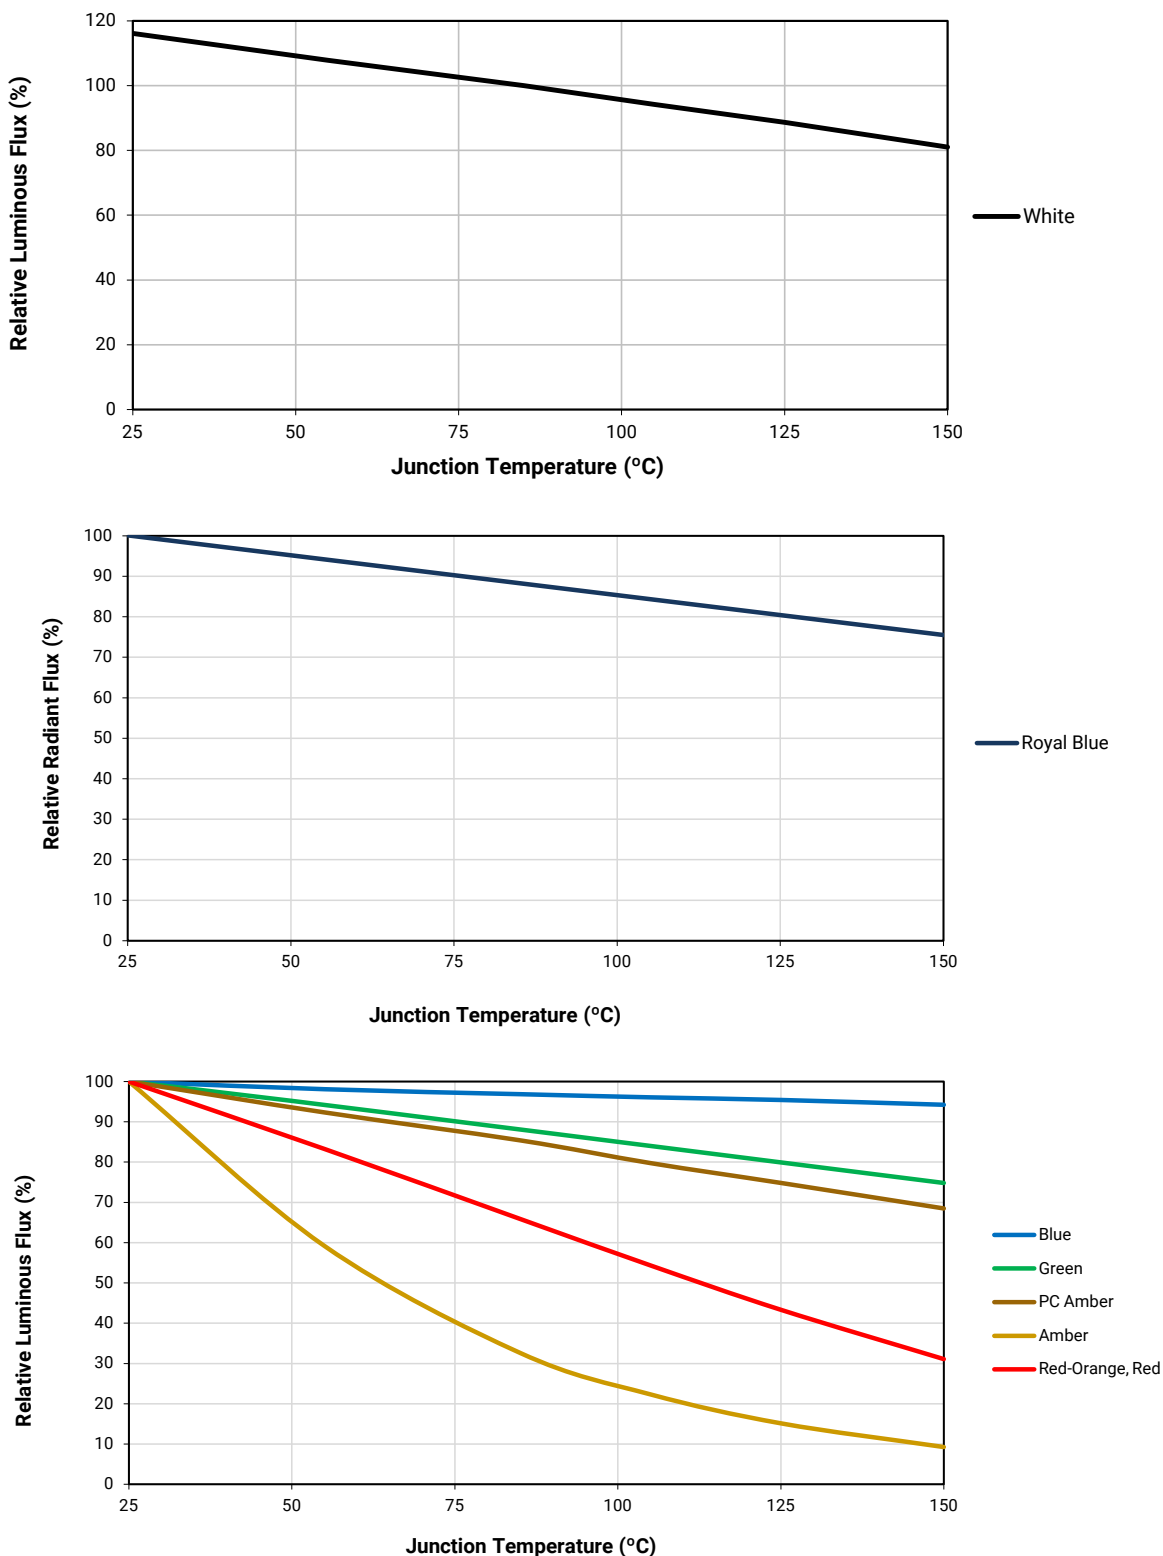 120
100
80
60
40
20
0
25 50 75 100 125 150
Relative Luminous Flux (%)
Junction Temperature (ºC)
White
100
90
80
70
60
50
40
30
20
10
0
25 50 75 100 125 150
Relative Radiant Flux (%)
Junction Temperature (ºC)
Royal Blue
100
90
80
70
60
50
40
30
20
10
0
25 50 75 100 125 150
Relative Luminous Flux (%)
Junction Temperature (ºC)
Blue
Green
PC Amber
Amber
Red-Orange, Red